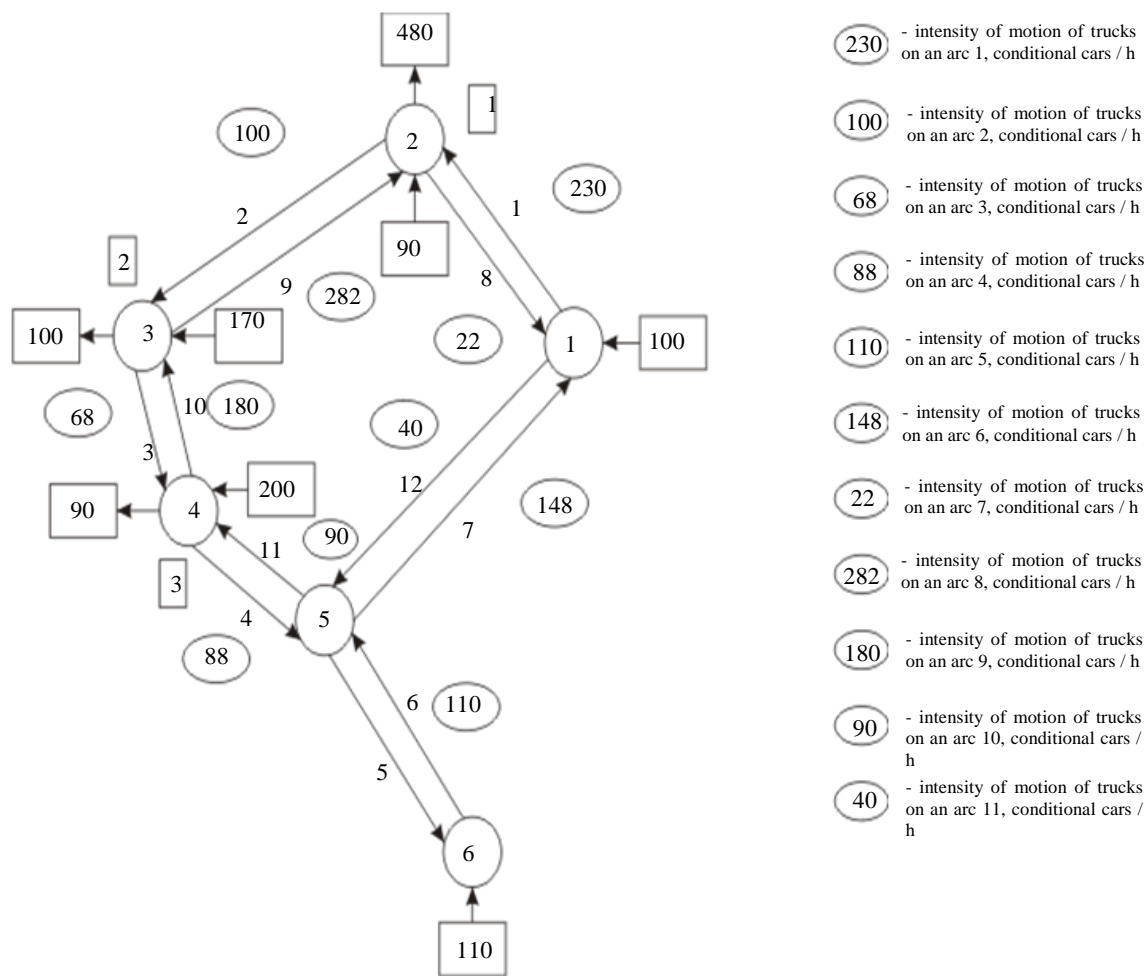 480
1
2
100
230
2
1
90
2
9
8
282
3
170
100
22
1
100
10
180
68
40
3
12
200
90
4
148
90
7
11
3
5
4
88
6
110
5
6
110
230 - intensity of motion of trucks
on an arc 1, conditional cars / h
100 - intensity of motion of trucks
on an arc 2, conditional cars / h
68 - intensity of motion of trucks
on an arc 3, conditional cars / h
88 - intensity of motion of trucks
on an arc 4, conditional cars / h
110 - intensity of motion of trucks
on an arc 5, conditional cars / h
148 - intensity of motion of trucks
on an arc 6, conditional cars / h
22 - intensity of motion of trucks
on an arc 7, conditional cars / h
282 - intensity of motion of trucks
on an arc 8, conditional cars / h
180 - intensity of motion of trucks
on an arc 9, conditional cars / h
90 - intensity of motion of trucks
on an arc 10, conditional cars /
h
40 - intensity of motion of trucks
on an arc 11, conditional cars /
h